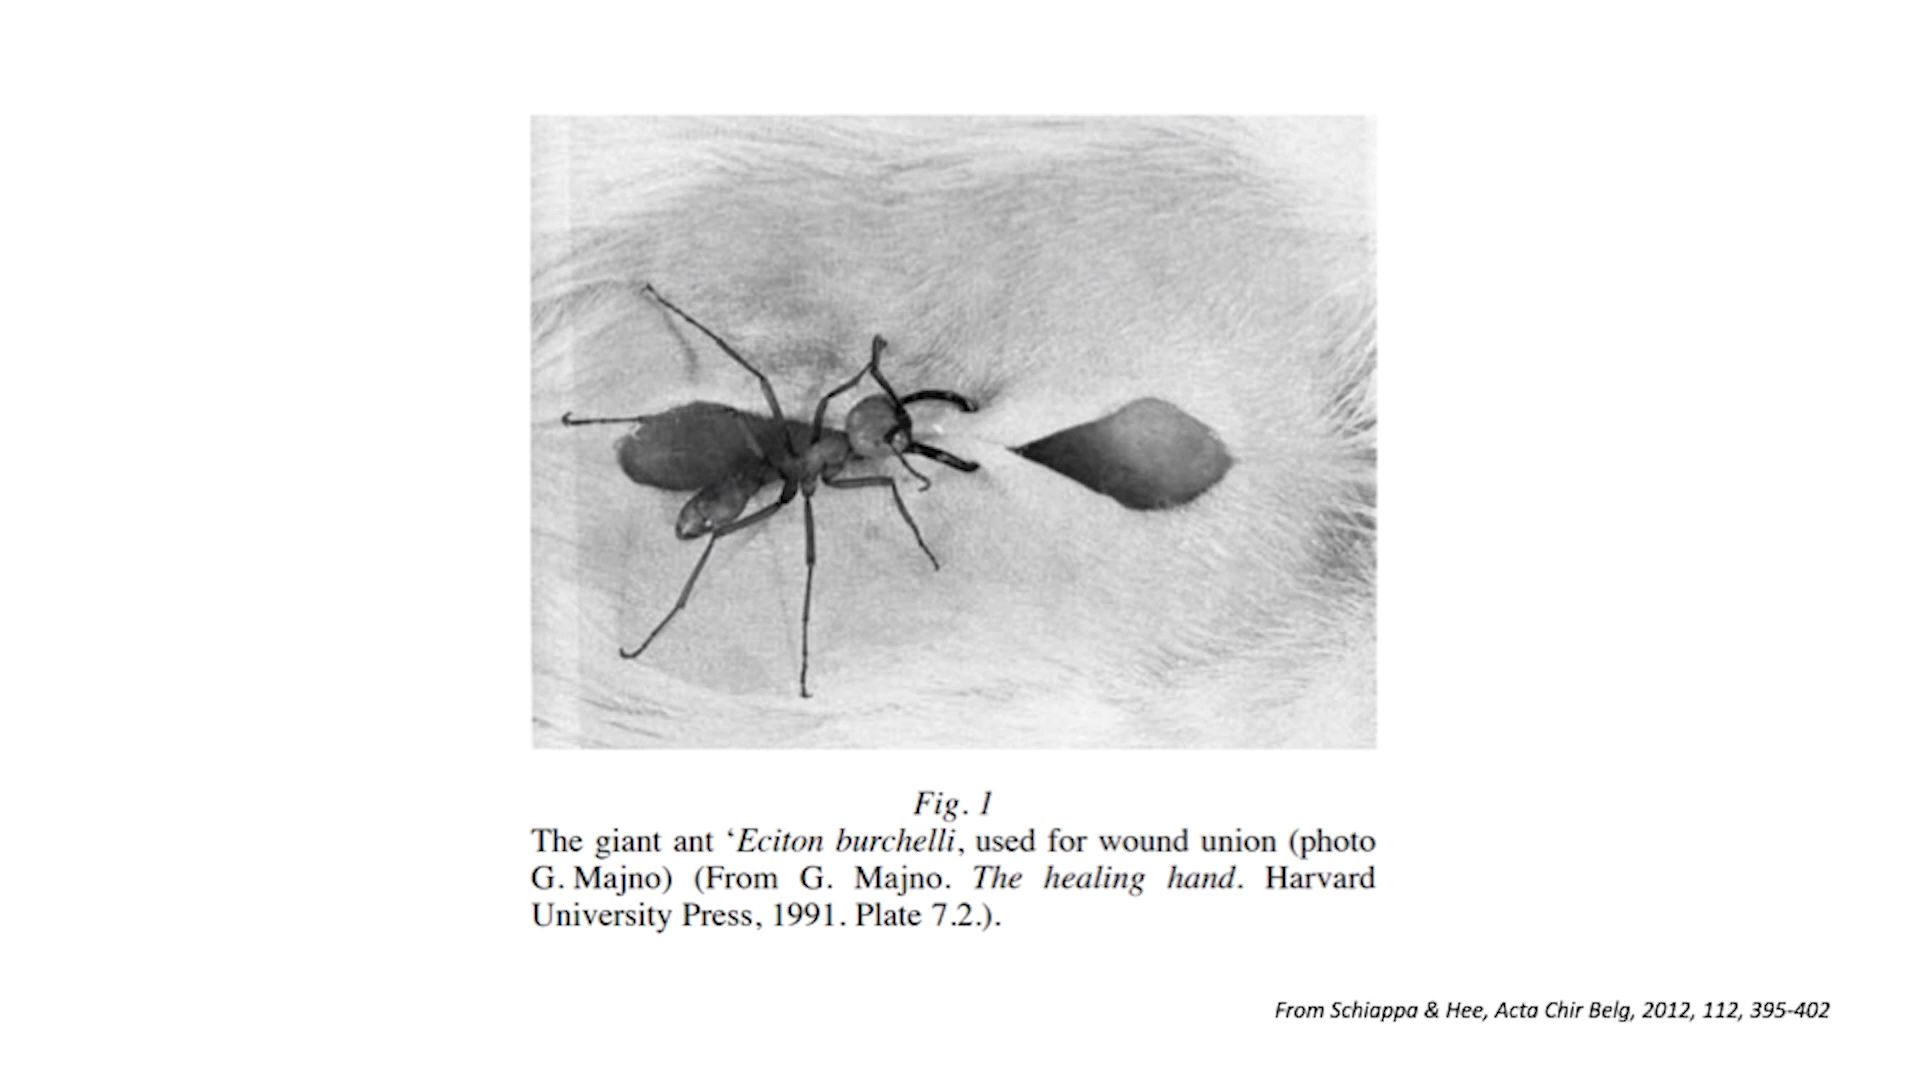 Fig. 1
The giant ant ‘Eciton burchelli, used for wound union (photo
G. Majno) (From G. Majno. The healing hand. Harvard
University Press, 1991. Plate 7.2.).
From Schiappa & Hee, Acta Chir Belg, 2012, 112, 395-402